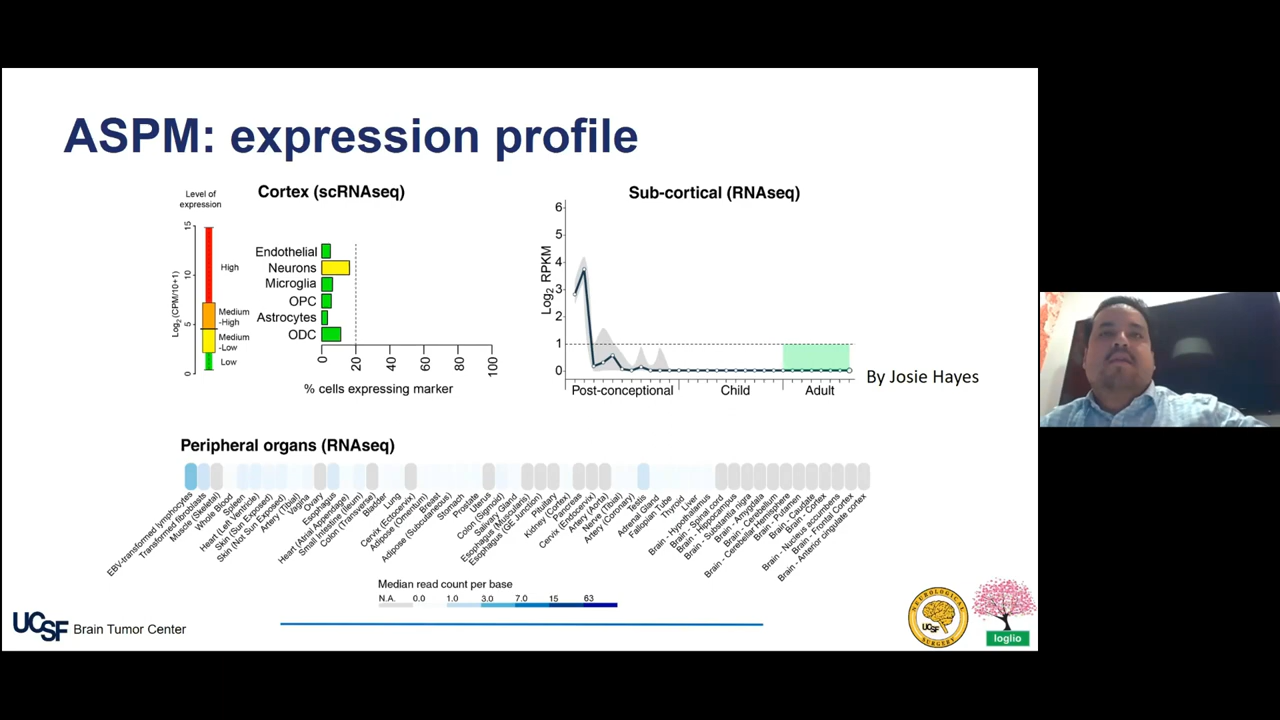 ASPM: expression profile
Level of
expression
15
10
5
0
Log2 (CPM/10+1)
High
Medium
-High
Medium
-Low
Low
Cortex (scRNAseq)
Endothelial
Neurons
Microglia
OPC
Astrocytes
ODC
0 20 40 60 80 100
% cells expressing marker
Sub-cortical (RNAseq)
Log2 RPKM
6
5
4
3
2
1
0
Post-conceptional Child Adult
By Josie Hayes
Peripheral organs (RNAseq)
EBV-transformed lymphocytes
Transformed fibroblasts
Muscle (Skeletal)
Whole Blood
Spleen
Heart (Left Ventricle)
Skin (Sun Exposed)
Skin (Not Sun Exposed)
Artery (Tibial)
Vagina
Ovary
Esophagus
Heart (Atrial Appendage)
Small Intestine (Ileum)
Colon (Transverse)
Bladder
Lung
Cervix (Ectocervix)
Adipose (Omentum)
Breast
Adipose (Subcutaneous)
Stomach
Prostate
Uterus
Colon (Sigmoid)
Salivary Gland
Esophagus (Muscularis)
Esophagus (GE Junction)
Pituitary
Kidney (Cortex)
Pancreas
Cervix (Endocervix)
Artery (Aorta)
Nerve (Tibial)
Artery (Coronary)
Testis
Adrenal Gland
Fallopian Tube
Thyroid
Liver
Brain - Hypothalamus
Brain - Spinal cord
Brain - Hippocampus
Brain - Substantia nigra
Brain - Amygdala
Brain - Cerebellum
Brain - Cerebellar Hemisphere
Brain - Putamen
Brain - Caudate
Brain - Cortex
Brain - Nucleus accumbens
Brain - Frontal Cortex
Brain - Anterior cingulate cortex
Median read count per base
N.A. 0.0 1.0 3.0 7.0 15 63
UCSF Brain Tumor Center
NEUROLOGICAL
UCSF
SURGERY
loglio